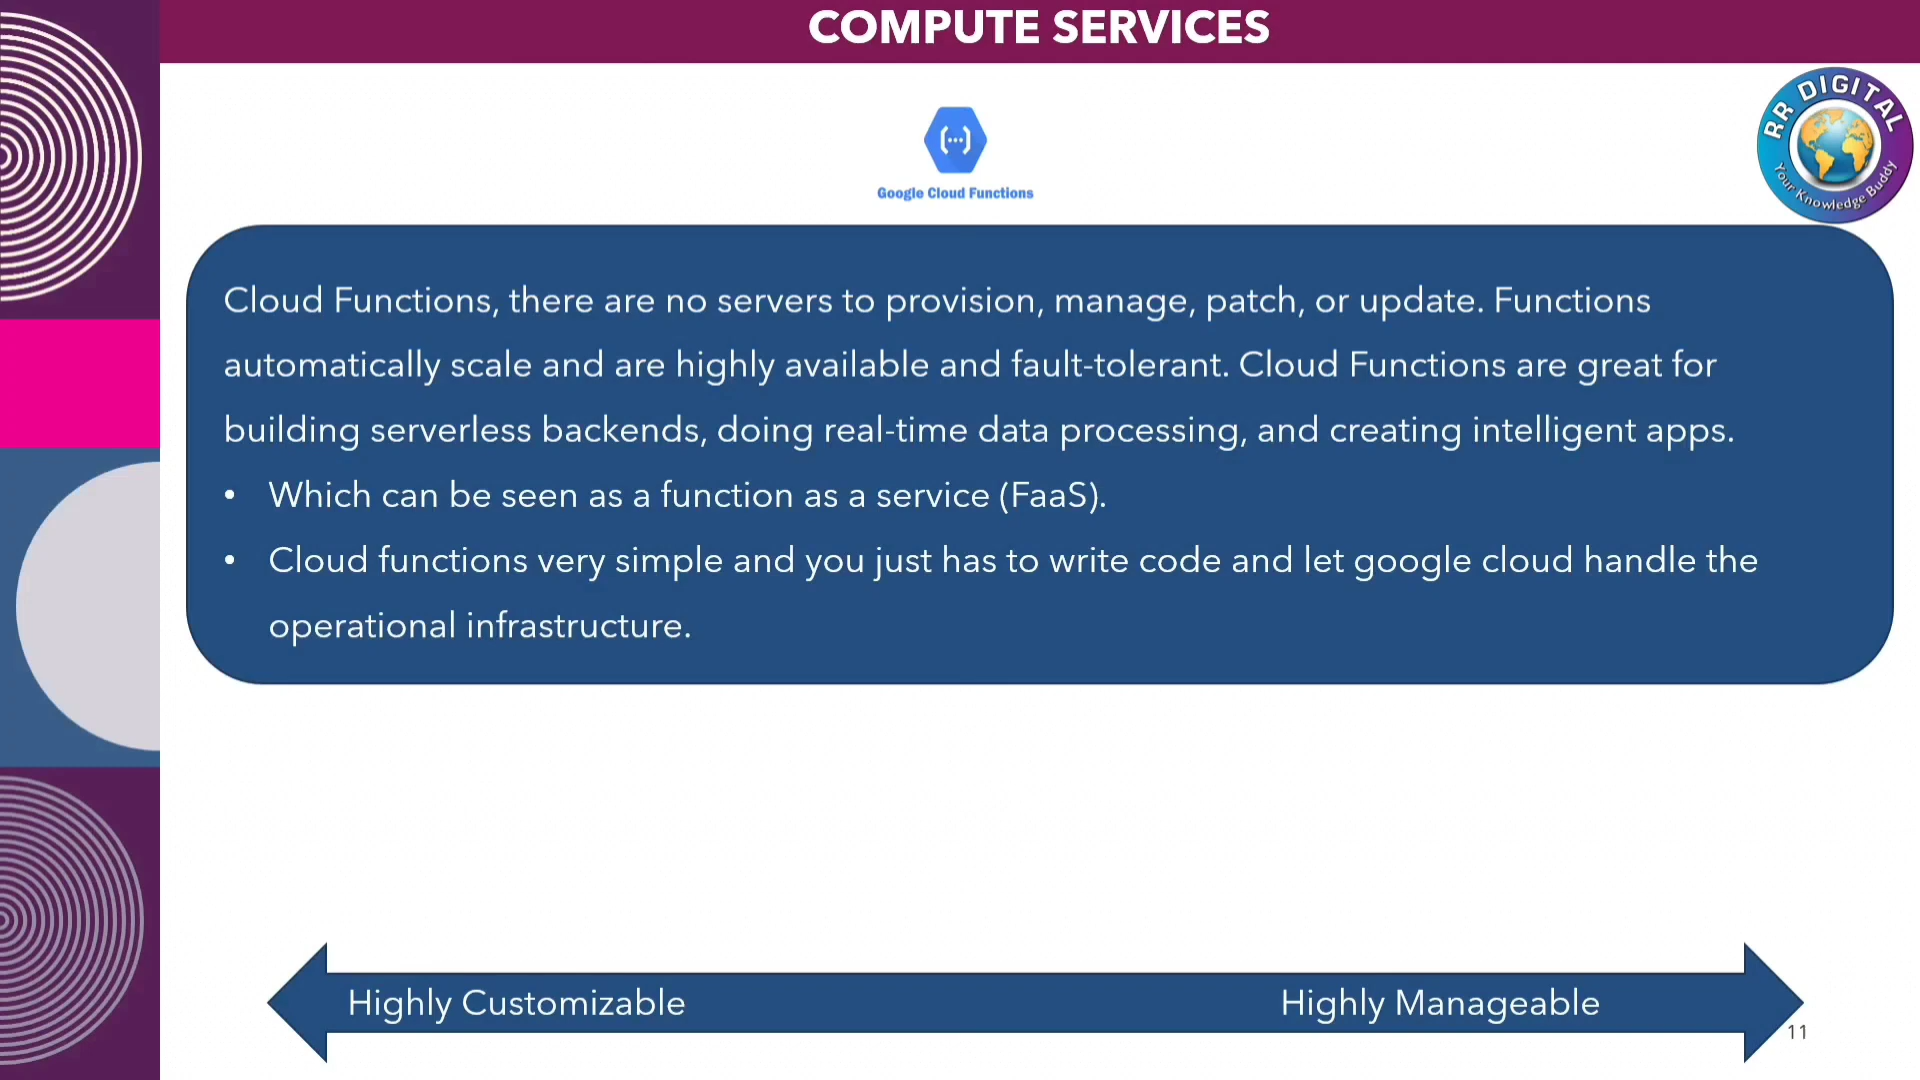 COMPUTE SERVICES
RR DIGITAL
Your Knowledge Buddy
Google Cloud Functions
Cloud Functions, there are no servers to provision, manage, patch, or update. Functions
automatically scale and are highly available and fault-tolerant. Cloud Functions are great for
building serverless backends, doing real-time data processing, and creating intelligent apps.
• Which can be seen as a function as a service (FaaS).
• Cloud functions very simple and you just has to write code and let google cloud handle the
operational infrastructure.
Highly Customizable
Highly Manageable
11